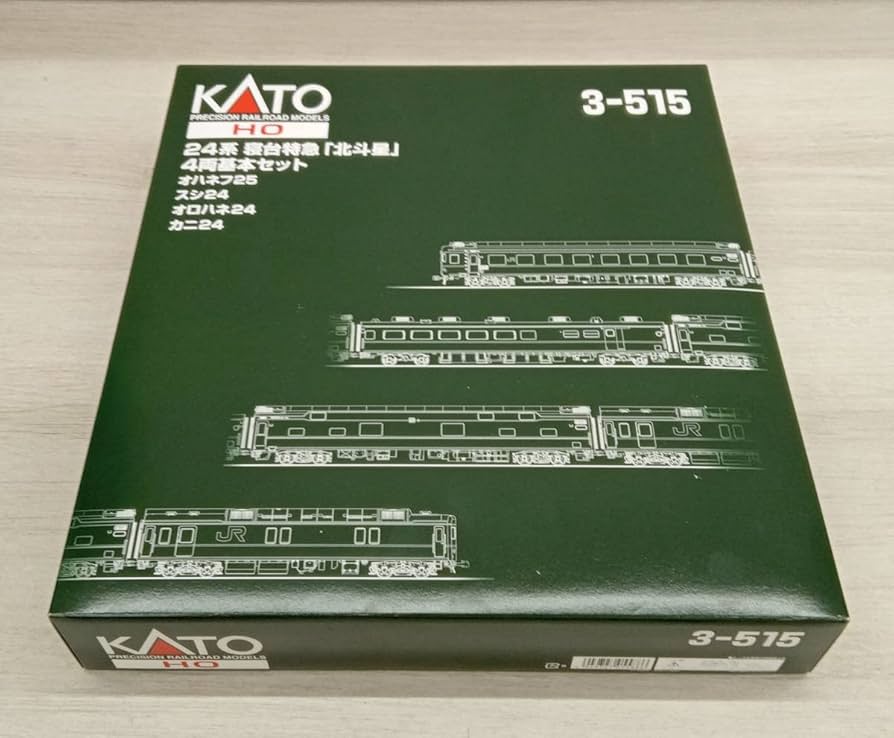 KATO
PRECISION RAILROAD MODELS
HO
3-515
24系 寝台特急「北斗星」
4両基本セット
オハネフ25
スシ24
オロハネ24
カニ24
JR
JR
JR
KATO
PRECISION RAILROAD MODELS
HO
3-515